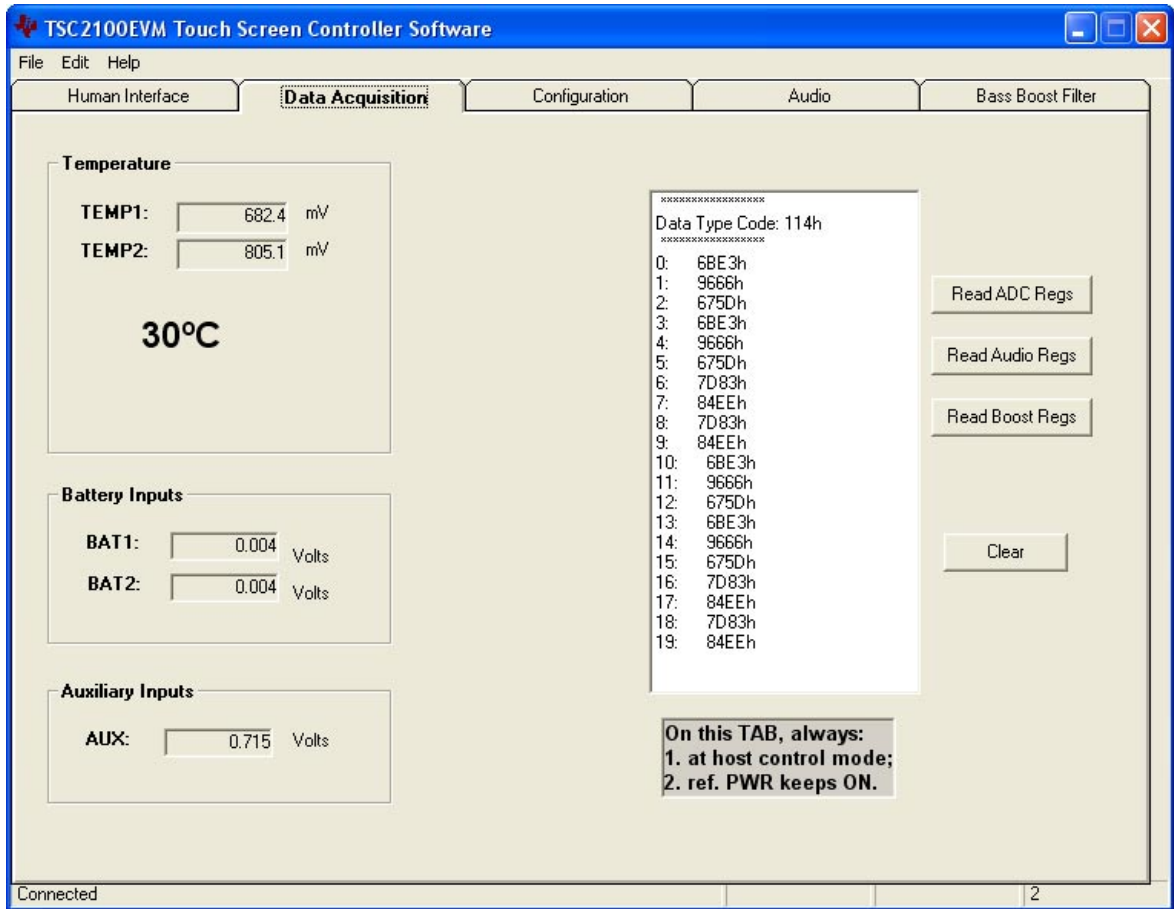 TSC2100EVM Touch Screen Controller Software
File Edit Help
Human Interface Data Acquisition Configuration Audio Bass Boost Filter
Temperature
TEMP1: 682.4 mV
TEMP2: 805.1 mV
30ºC
Battery Inputs
BAT1: 0.004 Volts
BAT2: 0.004 Volts
Auxiliary Inputs
AUX: 0.715 Volts
*****************
Data Type Code: 114h
*****************
0: 6BE3h
1: 9666h
2: 675Dh
3: 6BE3h
4: 9666h
5: 675Dh
6: 7D83h
7: 84EEh
8: 7D83h
9: 84EEh
10: 6BE3h
11: 9666h
12: 675Dh
13: 6BE3h
14: 9666h
15: 675Dh
16: 7D83h
17: 84EEh
18: 7D83h
19: 84EEh
Read ADC Regs
Read Audio Regs
Read Boost Regs
Clear
On this TAB, always:
1. at host control mode;
2. ref. PWR keeps ON.
Connected 2